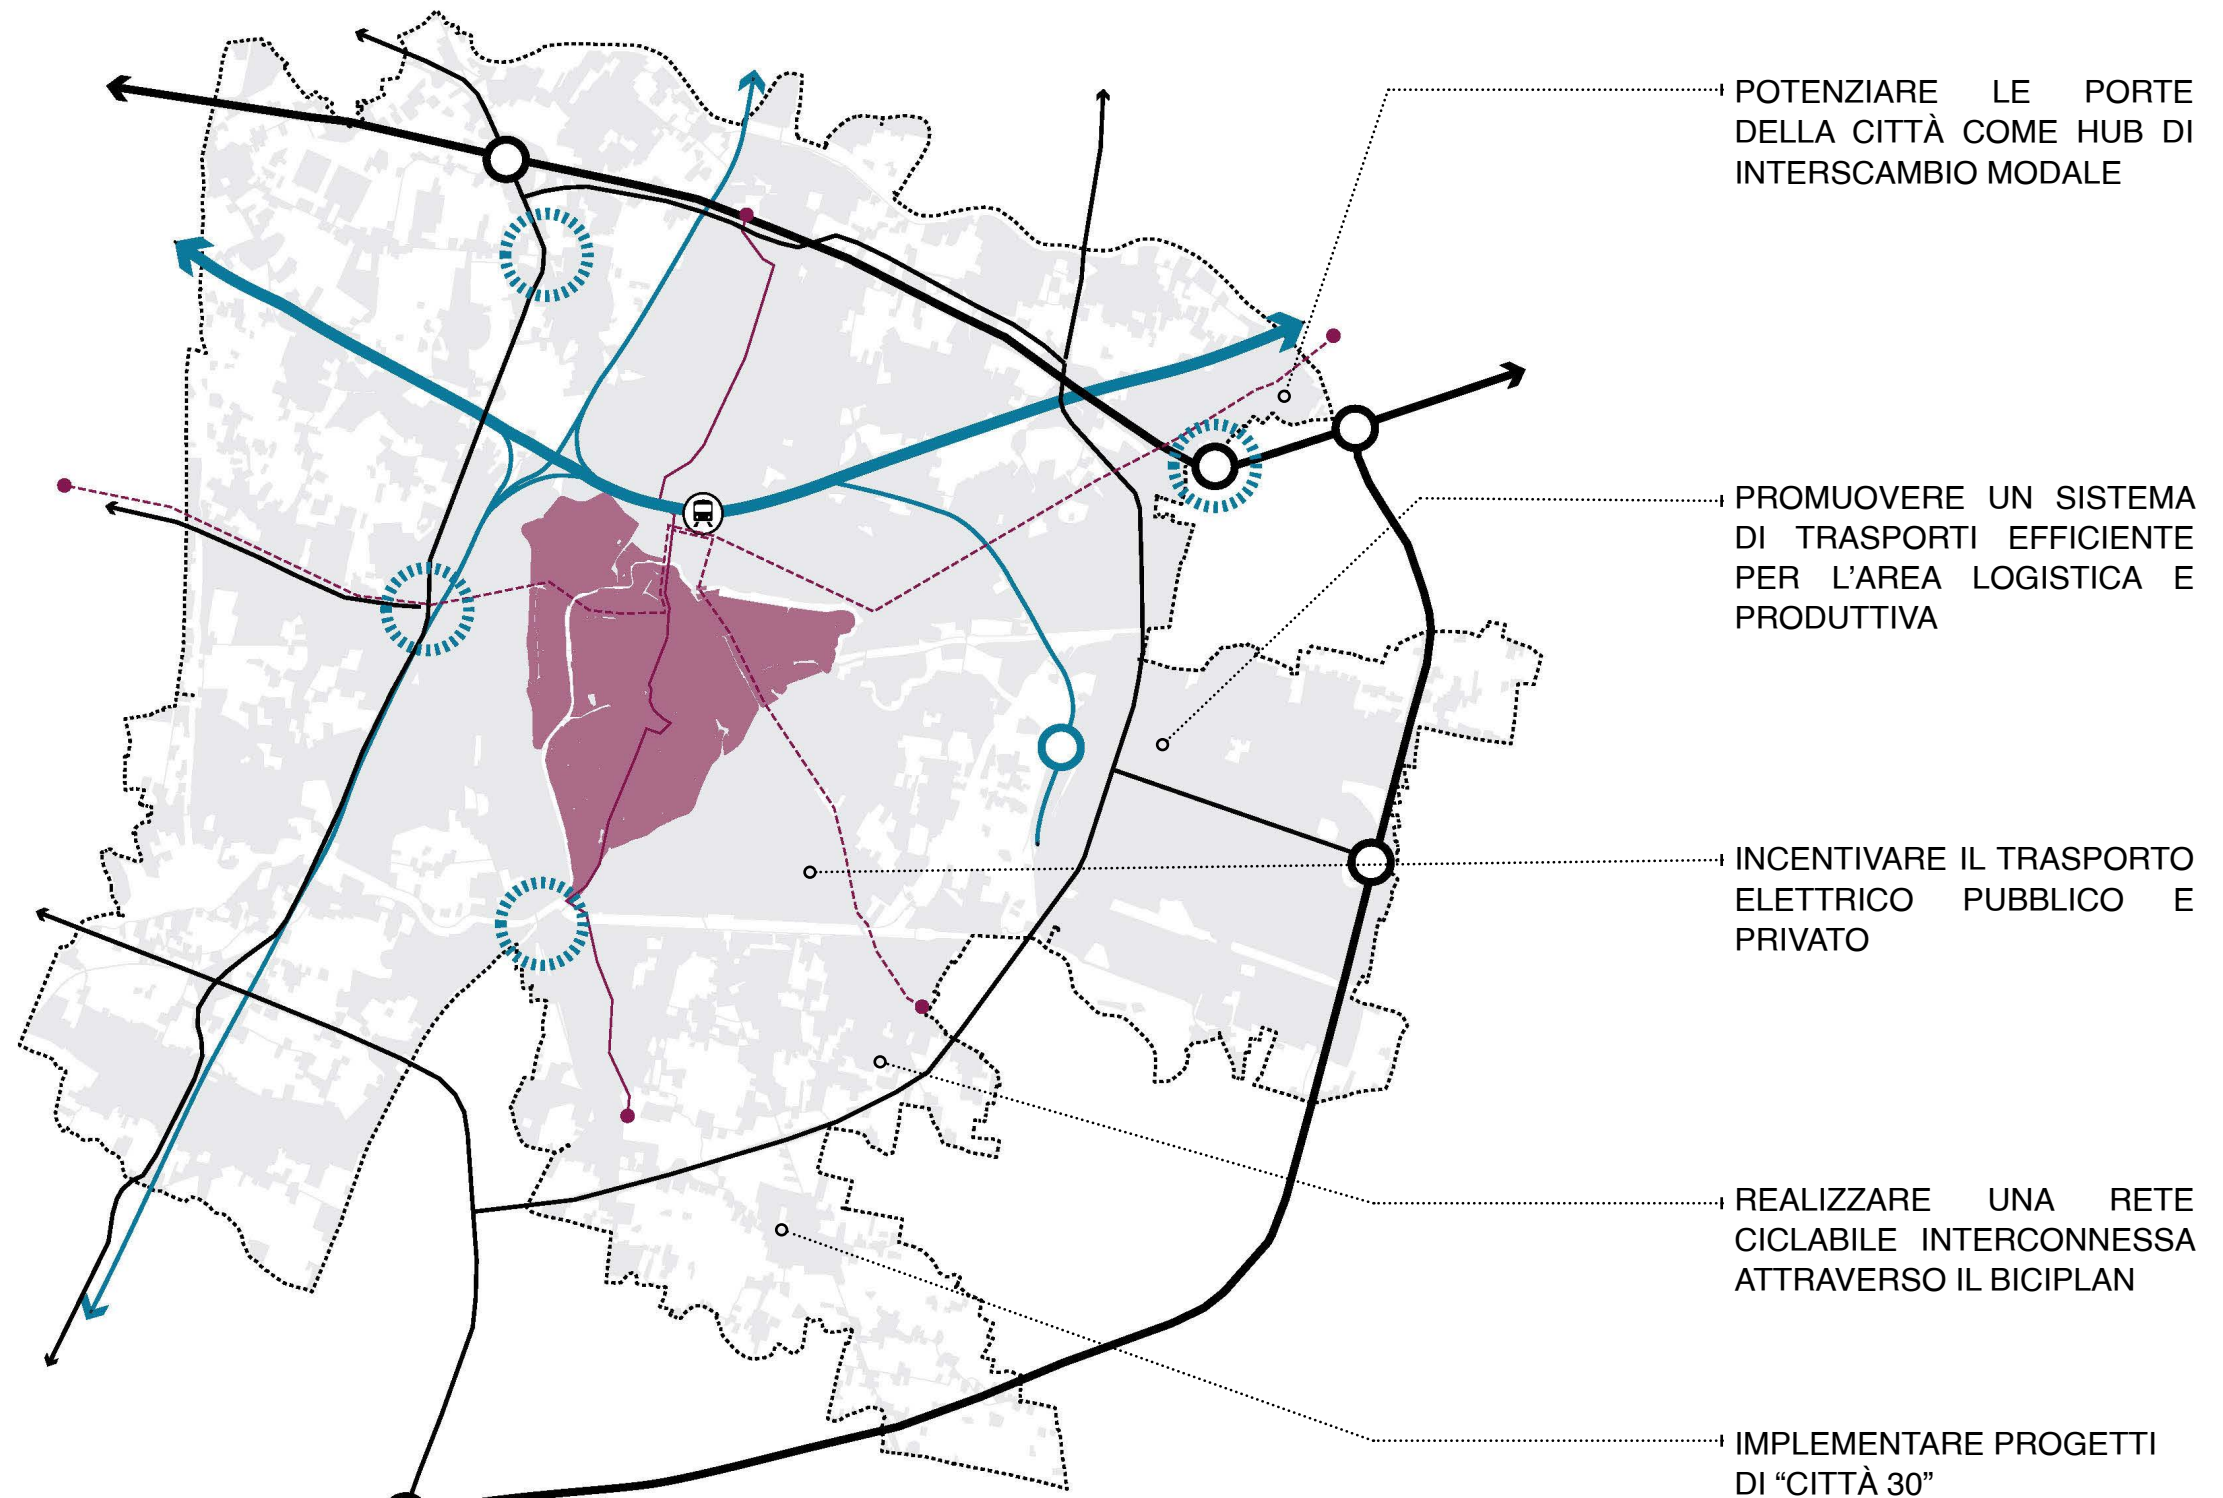 POTENZIARE LE PORTE
DELLA CITTÀ COME HUB DI
INTERSCAMBIO MODALE
PROMUOVERE UN SISTEMA
DI TRASPORTI EFFICIENTE
PER L'AREA LOGISTICA E
PRODUTTIVA
INCENTIVARE IL TRASPORTO
ELETTRICO PUBBLICO E
PRIVATO
REALIZZARE UNA RETE
CICLABILE INTERCONNESSA
ATTRAVERSO IL BICIPLAN
IMPLEMENTARE PROGETTI
DI “CITTÀ 30”